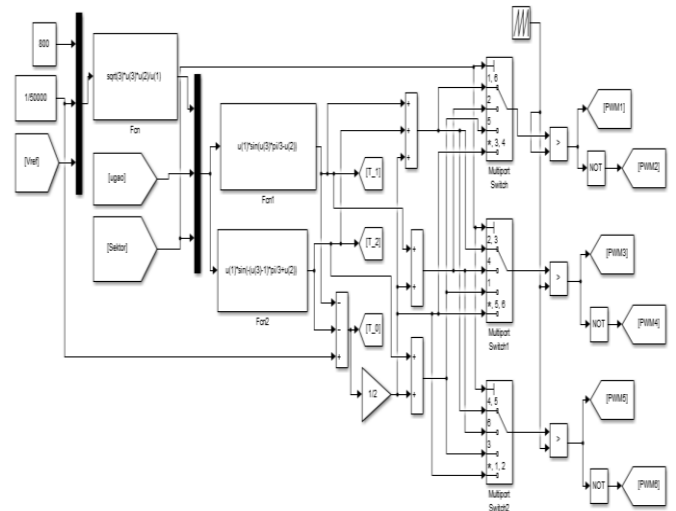 800
sqrt(3)*u(3)*u(2)/u(1)
Fcn
1/50000
[Vref]
[ugao]
[Sektor]
u(1)*sin(u(3)*pi/3-u(2))
Fcn1
[T_1]
u(1)*sin(-(u(3)-1)*pi/3+u(2))
Fcn2
[T_2]
[T_0]
1/2
+
+
+
+
+
-
-
+
+
+
1, 6
2
5
*, 3, 4
Multiport
Switch
>
[PWM1]
NOT
[PWM2]
2, 3
4
1
*, 5, 6
Multiport
Switch1
>
[PWM3]
NOT
[PWM4]
4, 5
6
3
*, 1, 2
Multiport
Switch2
>
[PWM5]
NOT
[PWM6]